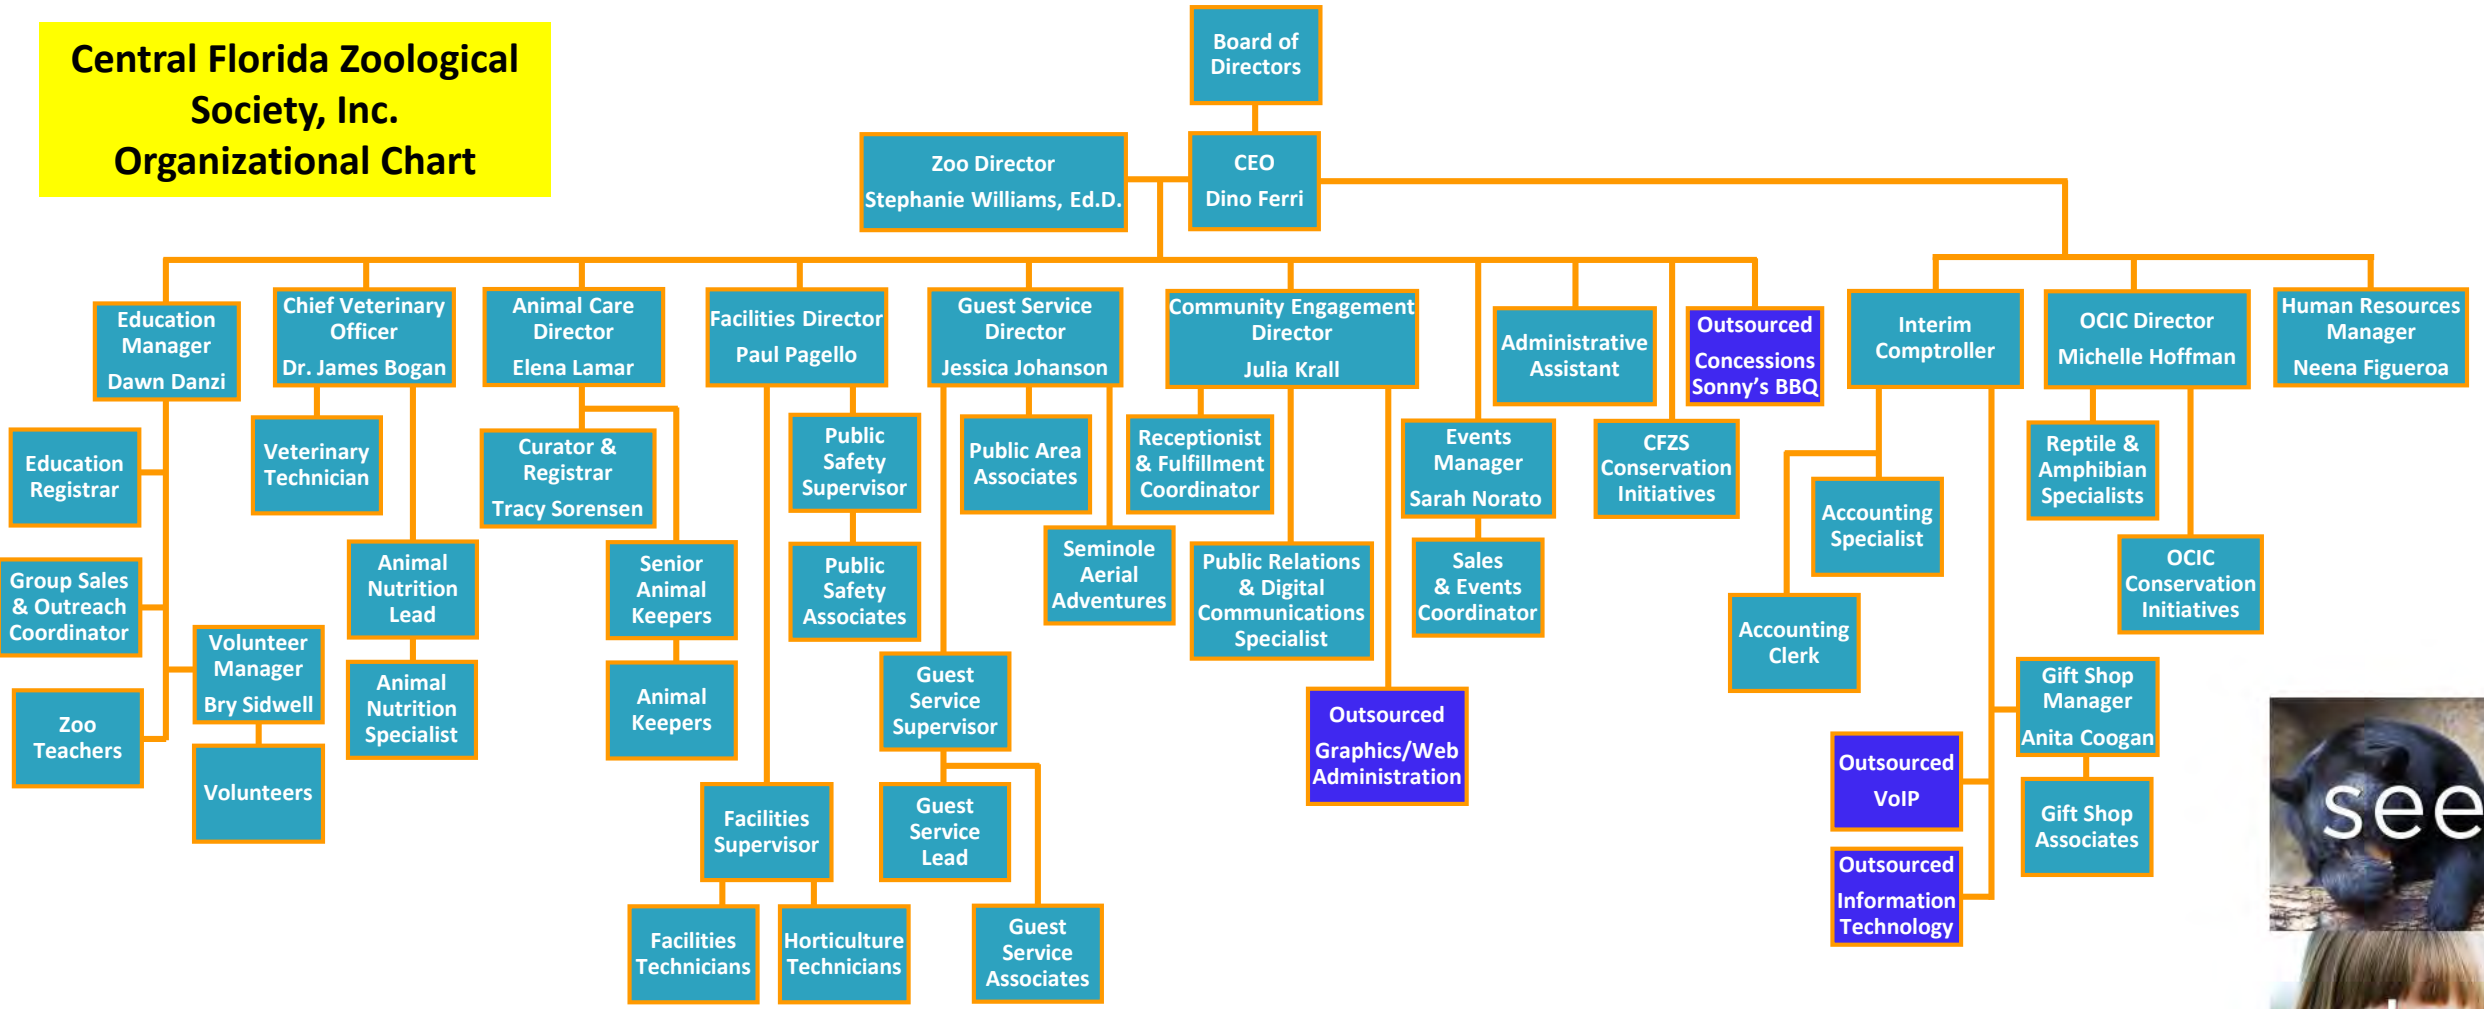 Central Florida Zoological
Society, Inc.
Organizational Chart
Board of
Directors
Zoo Director
Stephanie Williams, Ed.D.
CEO
Dino Ferri
Education
Manager
Dawn Danzi
Chief Veterinary
Officer
Dr. James Bogan
Animal Care
Director
Elena Lamar
Facilities Director
Paul Pagello
Guest Service
Director
Jessica Johanson
Community Engagement
Director
Julia Krall
Administrative
Assistant
Outsourced
Concessions
Sonny's BBQ
Interim
Comptroller
OCIC Director
Michelle Hoffman
Human Resources
Manager
Neena Figueroa
Education
Registrar
Veterinary
Technician
Curator &
Registrar
Tracy Sorensen
Public
Safety
Supervisor
Public Area
Associates
Receptionist
& Fulfillment
Coordinator
Events
Manager
Sarah Norato
CFZS
Conservation
Initiatives
Accounting
Specialist
Reptile &
Amphibian
Specialists
Group Sales
& Outreach
Coordinator
Animal
Nutrition
Lead
Senior
Animal
Keepers
Public
Safety
Associates
Seminole
Aerial
Adventures
Public Relations
& Digital
Communications
Specialist
Sales
& Events
Coordinator
Accounting
Clerk
OCIC
Conservation
Initiatives
Volunteer
Manager
Bry Sidwell
Zoo
Teachers
Animal
Nutrition
Specialist
Animal
Keepers
Guest
Service
Supervisor
Outsourced
Graphics/Web
Administration
Gift Shop
Manager
Anita Coogan
Volunteers
Facilities
Supervisor
Guest
Service
Lead
Outsourced
VoIP
Gift Shop
Associates
Outsourced
Information
Technology
Facilities
Technicians
Horticulture
Technicians
Guest
Service
Associates
see